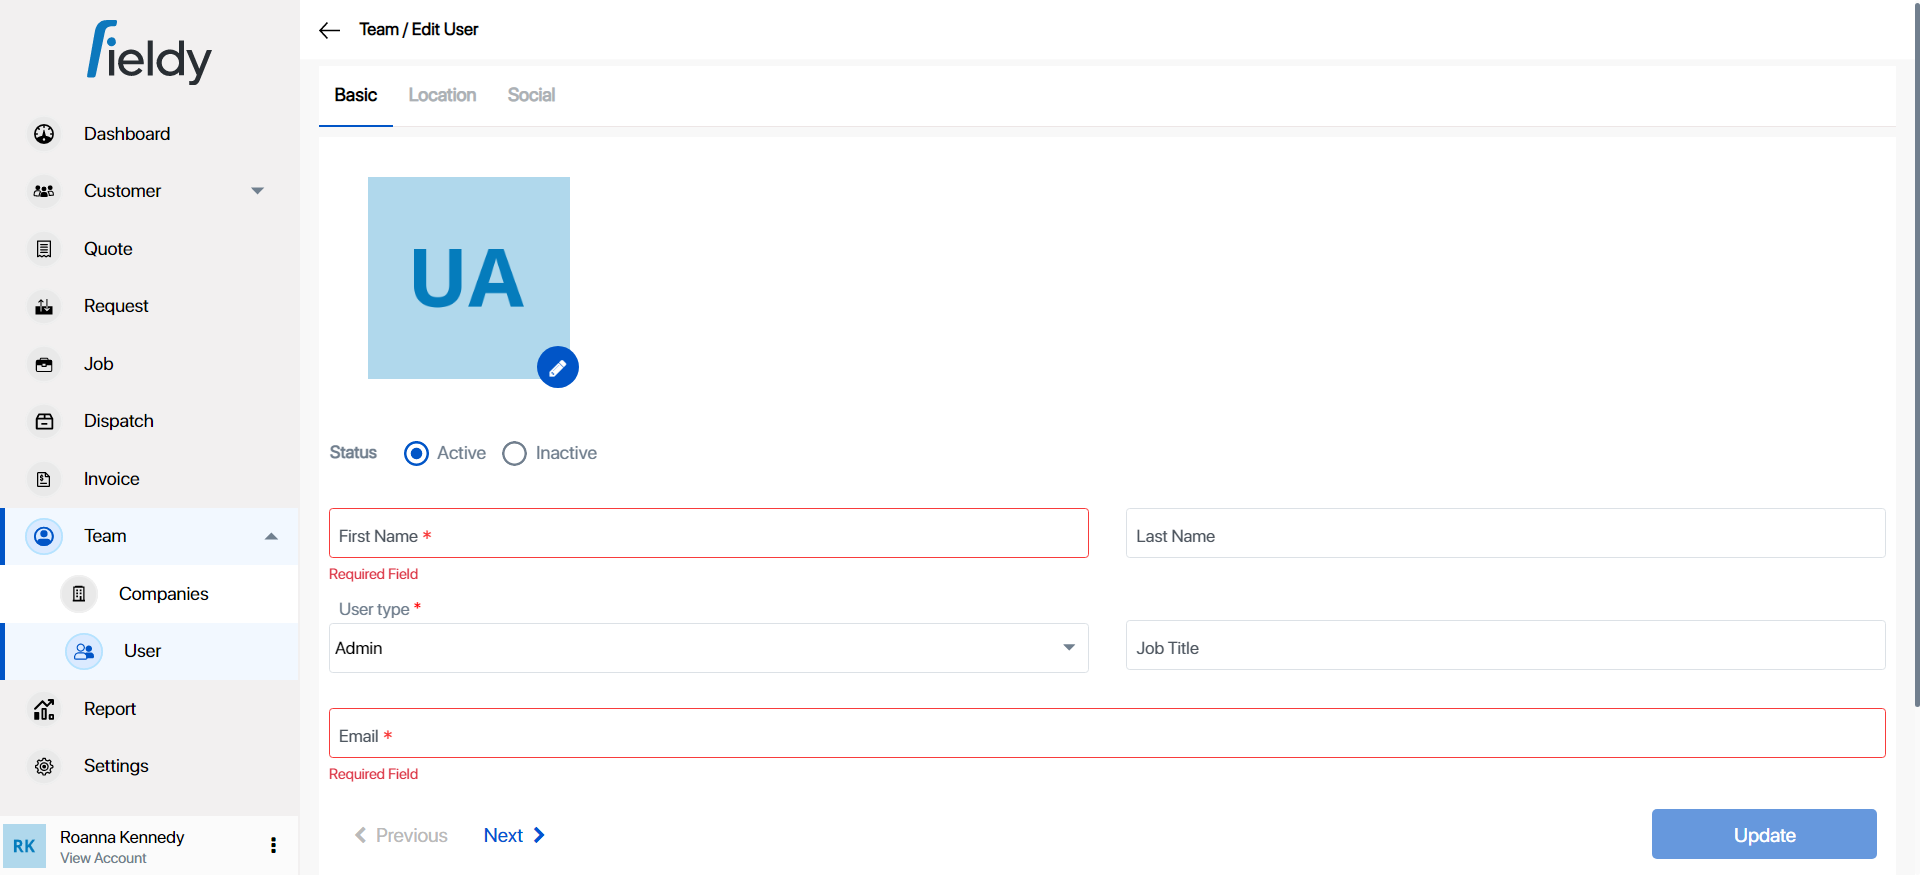 fieldy
Dashboard
Customer
Quote
Request
Job
Dispatch
Invoice
Team
Companies
User
Report
Settings
RK
Roanna Kennedy
View Account
Team / Edit User
Basic Location Social
UA
Status Active Inactive
First Name * Last Name
Required Field
User type *
Admin Job Title
Email *
Required Field
Previous Next Update